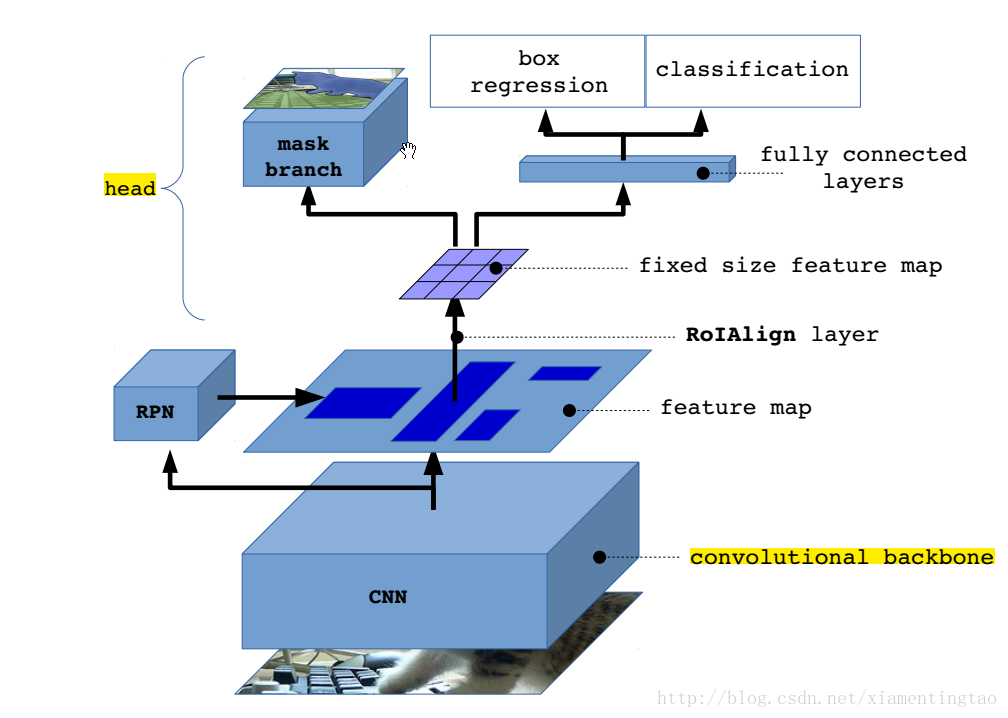 box
regression
classification
mask
branch
fully connected
layers
head
fixed size feature map
RoIAlign layer
RPN
feature map
convolutional backbone
CNN
http://blog.csdn.net/xiamentingtao